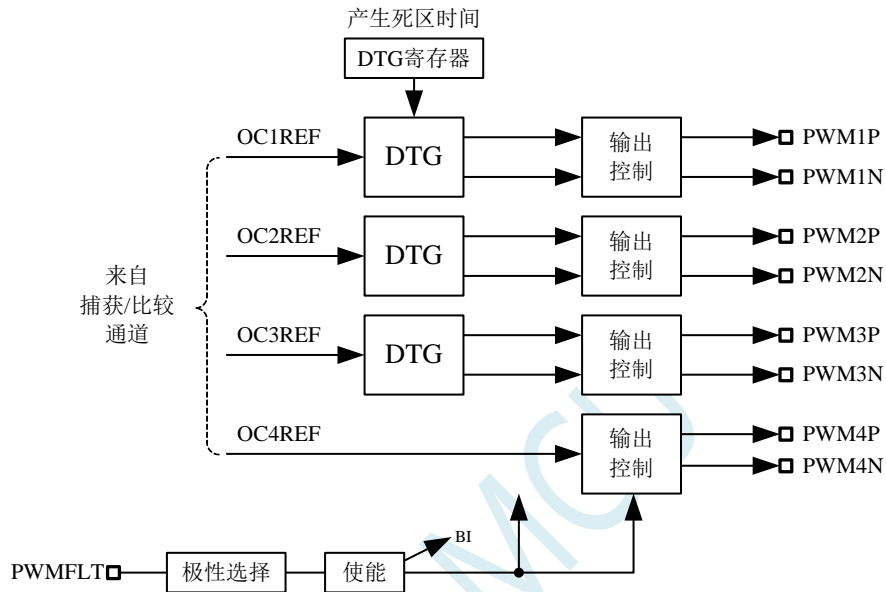 产生死区时间
DTG寄存器
OC1REF
DTG
输出
控制
PWM1P
PWM1N
OC2REF
DTG
输出
控制
PWM2P
PWM2N
来自
捕获/比较
通道
OC3REF
DTG
输出
控制
PWM3P
PWM3N
OC4REF
输出
控制
PWM4P
PWM4N
BI
PWMFLT
极性选择
使能
MCU